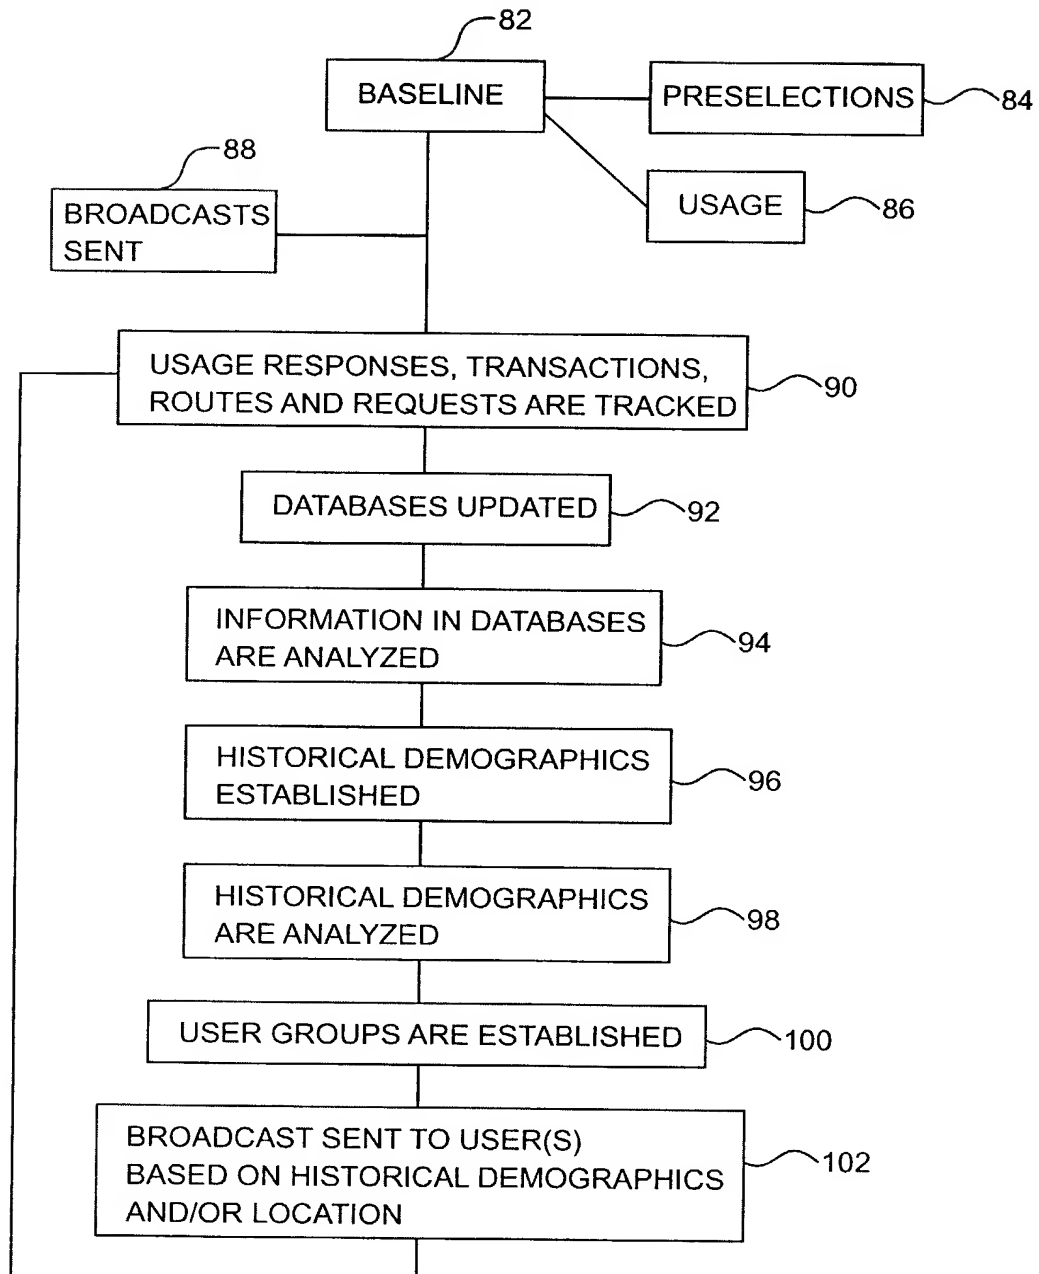 82
BASELINE
PRESELECTIONS
84
88
BROADCASTS
SENT
USAGE
86
USAGE RESPONSES, TRANSACTIONS,
ROUTES AND REQUESTS ARE TRACKED
90
DATABASES UPDATED
92
INFORMATION IN DATABASES
ARE ANALYZED
94
HISTORICAL DEMOGRAPHICS
ESTABLISHED
96
HISTORICAL DEMOGRAPHICS
ARE ANALYZED
98
USER GROUPS ARE ESTABLISHED
100
BROADCAST SENT TO USER(S)
BASED ON HISTORICAL DEMOGRAPHICS
AND/OR LOCATION
102